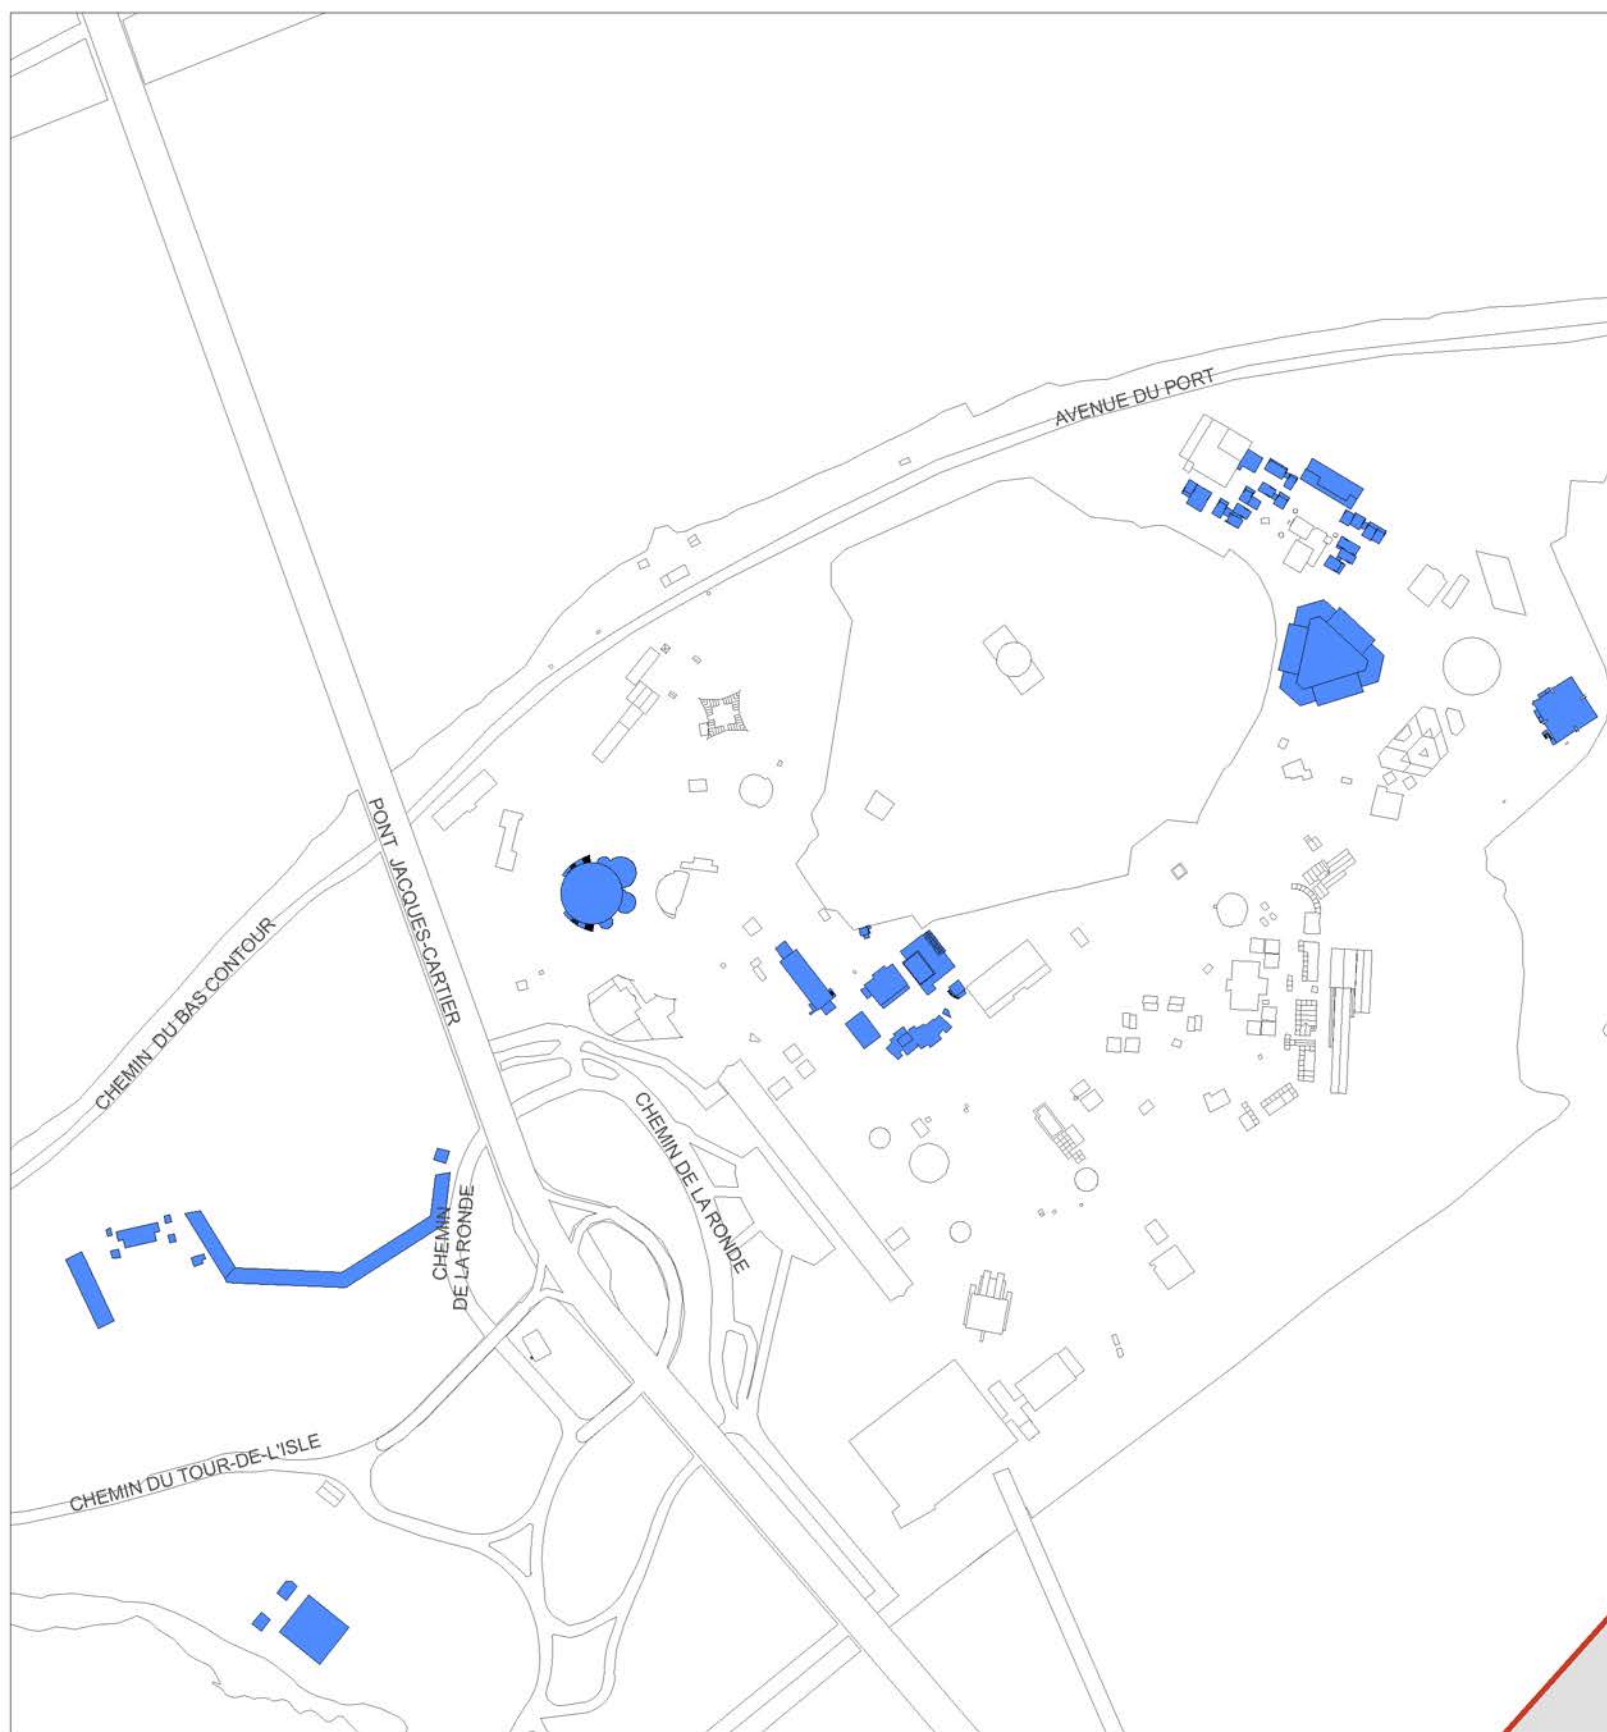 AVENUE DU PORT
PONT JACQUES-CARTIER
CHEMIN DU BAS CONTOUR
CHEMIN DE LA RONDE
CHEMIN
DE LA RONDE
CHEMIN DU TOUR-DE-L'ISLE